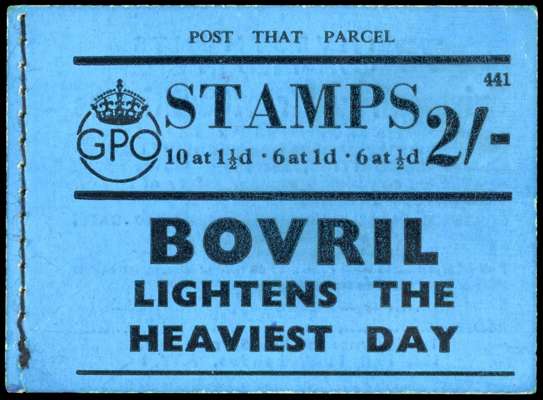 POST THAT PARCEL
441
GPO
STAMPS 2/-
10 at 1½d · 6 at 1d · 6 at ½d
BOVRIL
LIGHTENS THE
HEAVIEST DAY